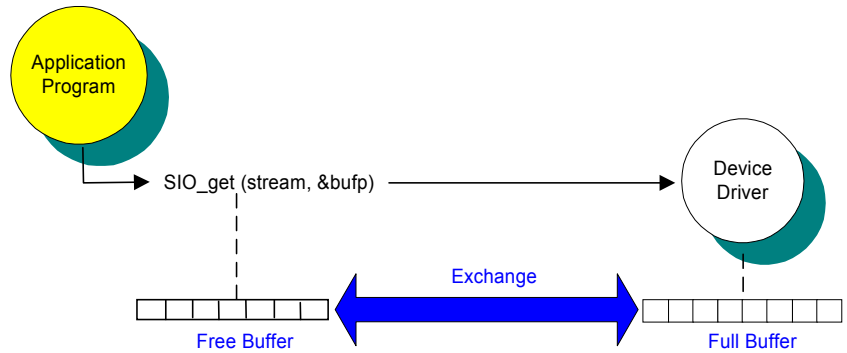 Application
Program
SIO_get (stream, &bufp)
Device
Driver
Exchange
Free Buffer
Full Buffer